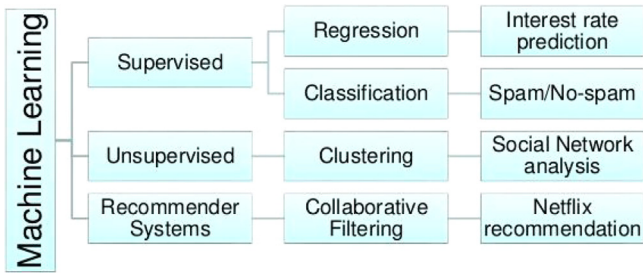 Machine Learning
Supervised
Regression
Interest rate
prediction
Classification
Spam/No-spam
Unsupervised
Clustering
Social Network
analysis
Recommender
Systems
Collaborative
Filtering
Netflix
recommendation